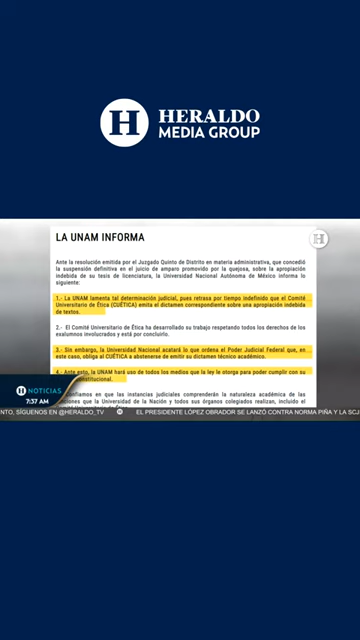 HERALDO
MEDIA GROUP
LA UNAM INFORMA
Ante la resolución emitida por el Juzgado Quinto de Distrito en materia administrativa, que concedió
la suspensión definitiva en el juicio de amparo promovido por la quejosa, sobre la apropiación
indebida de su tesis de licenciatura, la Universidad Nacional Autónoma de México informa lo
siguiente:
1.- La UNAM lamenta tal determinación judicial, pues retrasa por tiempo indefinido que el Comité
Universitario de Ética (CUÉTICA) emita el dictamen correspondiente sobre una apropiación indebida
de textos.
2.- El Comité Universitario de Ética ha desarrollado su trabajo respetando todos los derechos de los
exalumnos involucrados y está por concluirlo.
3.- Sin embargo, la Universidad Nacional acatará lo que ordena el Poder Judicial Federal que, en
este caso, obliga al CUÉTICA a abstenerse de emitir su dictamen técnico académico.
4.- Ante esto, la UNAM hará uso de todos los medios que la ley le otorga para poder cumplir con su
constitucional.
confiamos en que las instancias judiciales comprenderán la naturaleza académica de las
que la Universidad de la Nación y todos sus órganos colegiados realizan, incluido el
NOTICIAS
7:37 AM
NTO, SÍGUENOS EN @HERALDO_TV EL PRESIDENTE LÓPEZ OBRADOR SE LANZÓ CONTRA NORMA PIÑA Y LA SCJ